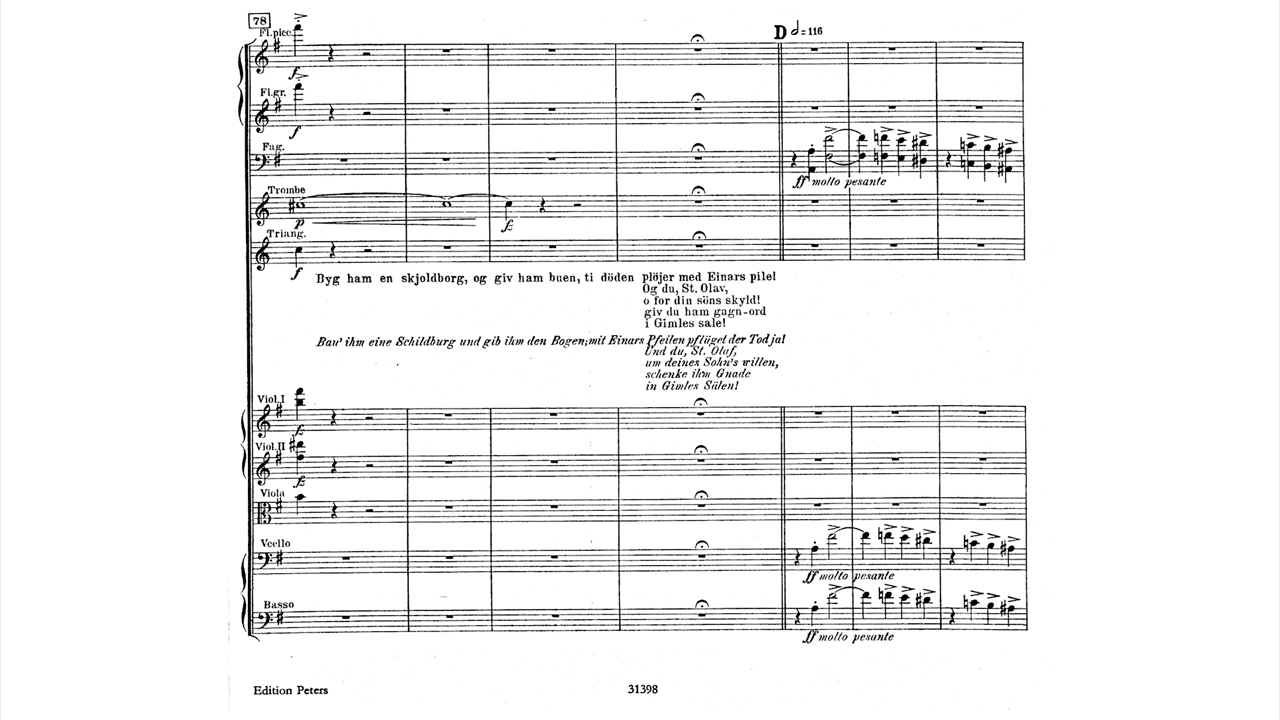 78
Fl.picc.
D = 116
f
Fl.gr.
f
Fag.
ff molto pesante
Trombe
p
fz
Triang.
f
Byg ham en skjoldborg, og giv ham buen, ti döden plöjer med Einars pile!
Og du, St. Olav,
o for din söns skyld!
giv du ham gagn-ord
i Gimles sale!
Bau' ihm eine Schildburg und gib ihm den Bogen; mit Einars Pfeilen pflüget der Tod ja!
Und du, St. Olaf,
um deines Sohn's willen,
schenke ihm Gnade
in Gimles Sälen!
Viol.I
fz
Viol.II
fz
Viola
Vcello
ff molto pesante
Basso
ff molto pesante
Edition Peters
31398